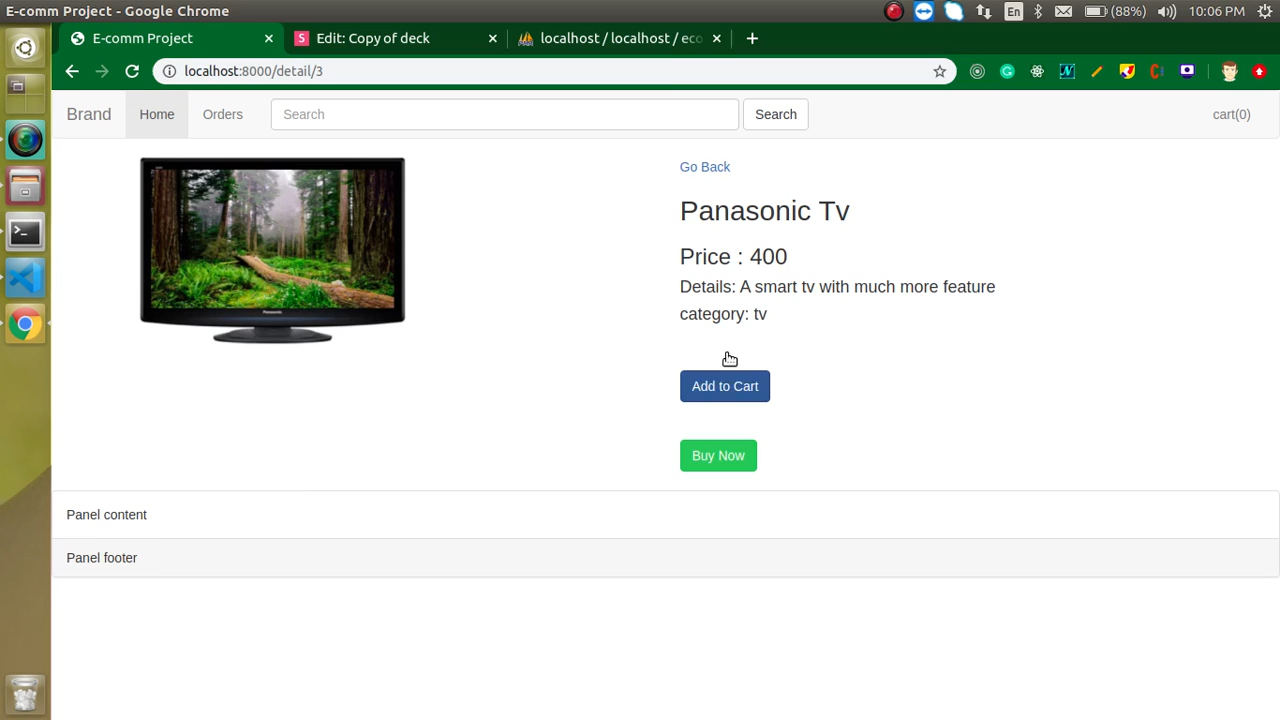 E-comm Project - Google Chrome
En
(88%)
10:06 PM
E-comm Project
Edit: Copy of deck
localhost / localhost / eco
localhost:8000/detail/3
Brand
Home
Orders
Search
Search
cart(0)
Go Back
Panasonic Tv
Price : 400
Details: A smart tv with much more feature
category: tv
Add to Cart
Buy Now
Panel content
Panel footer